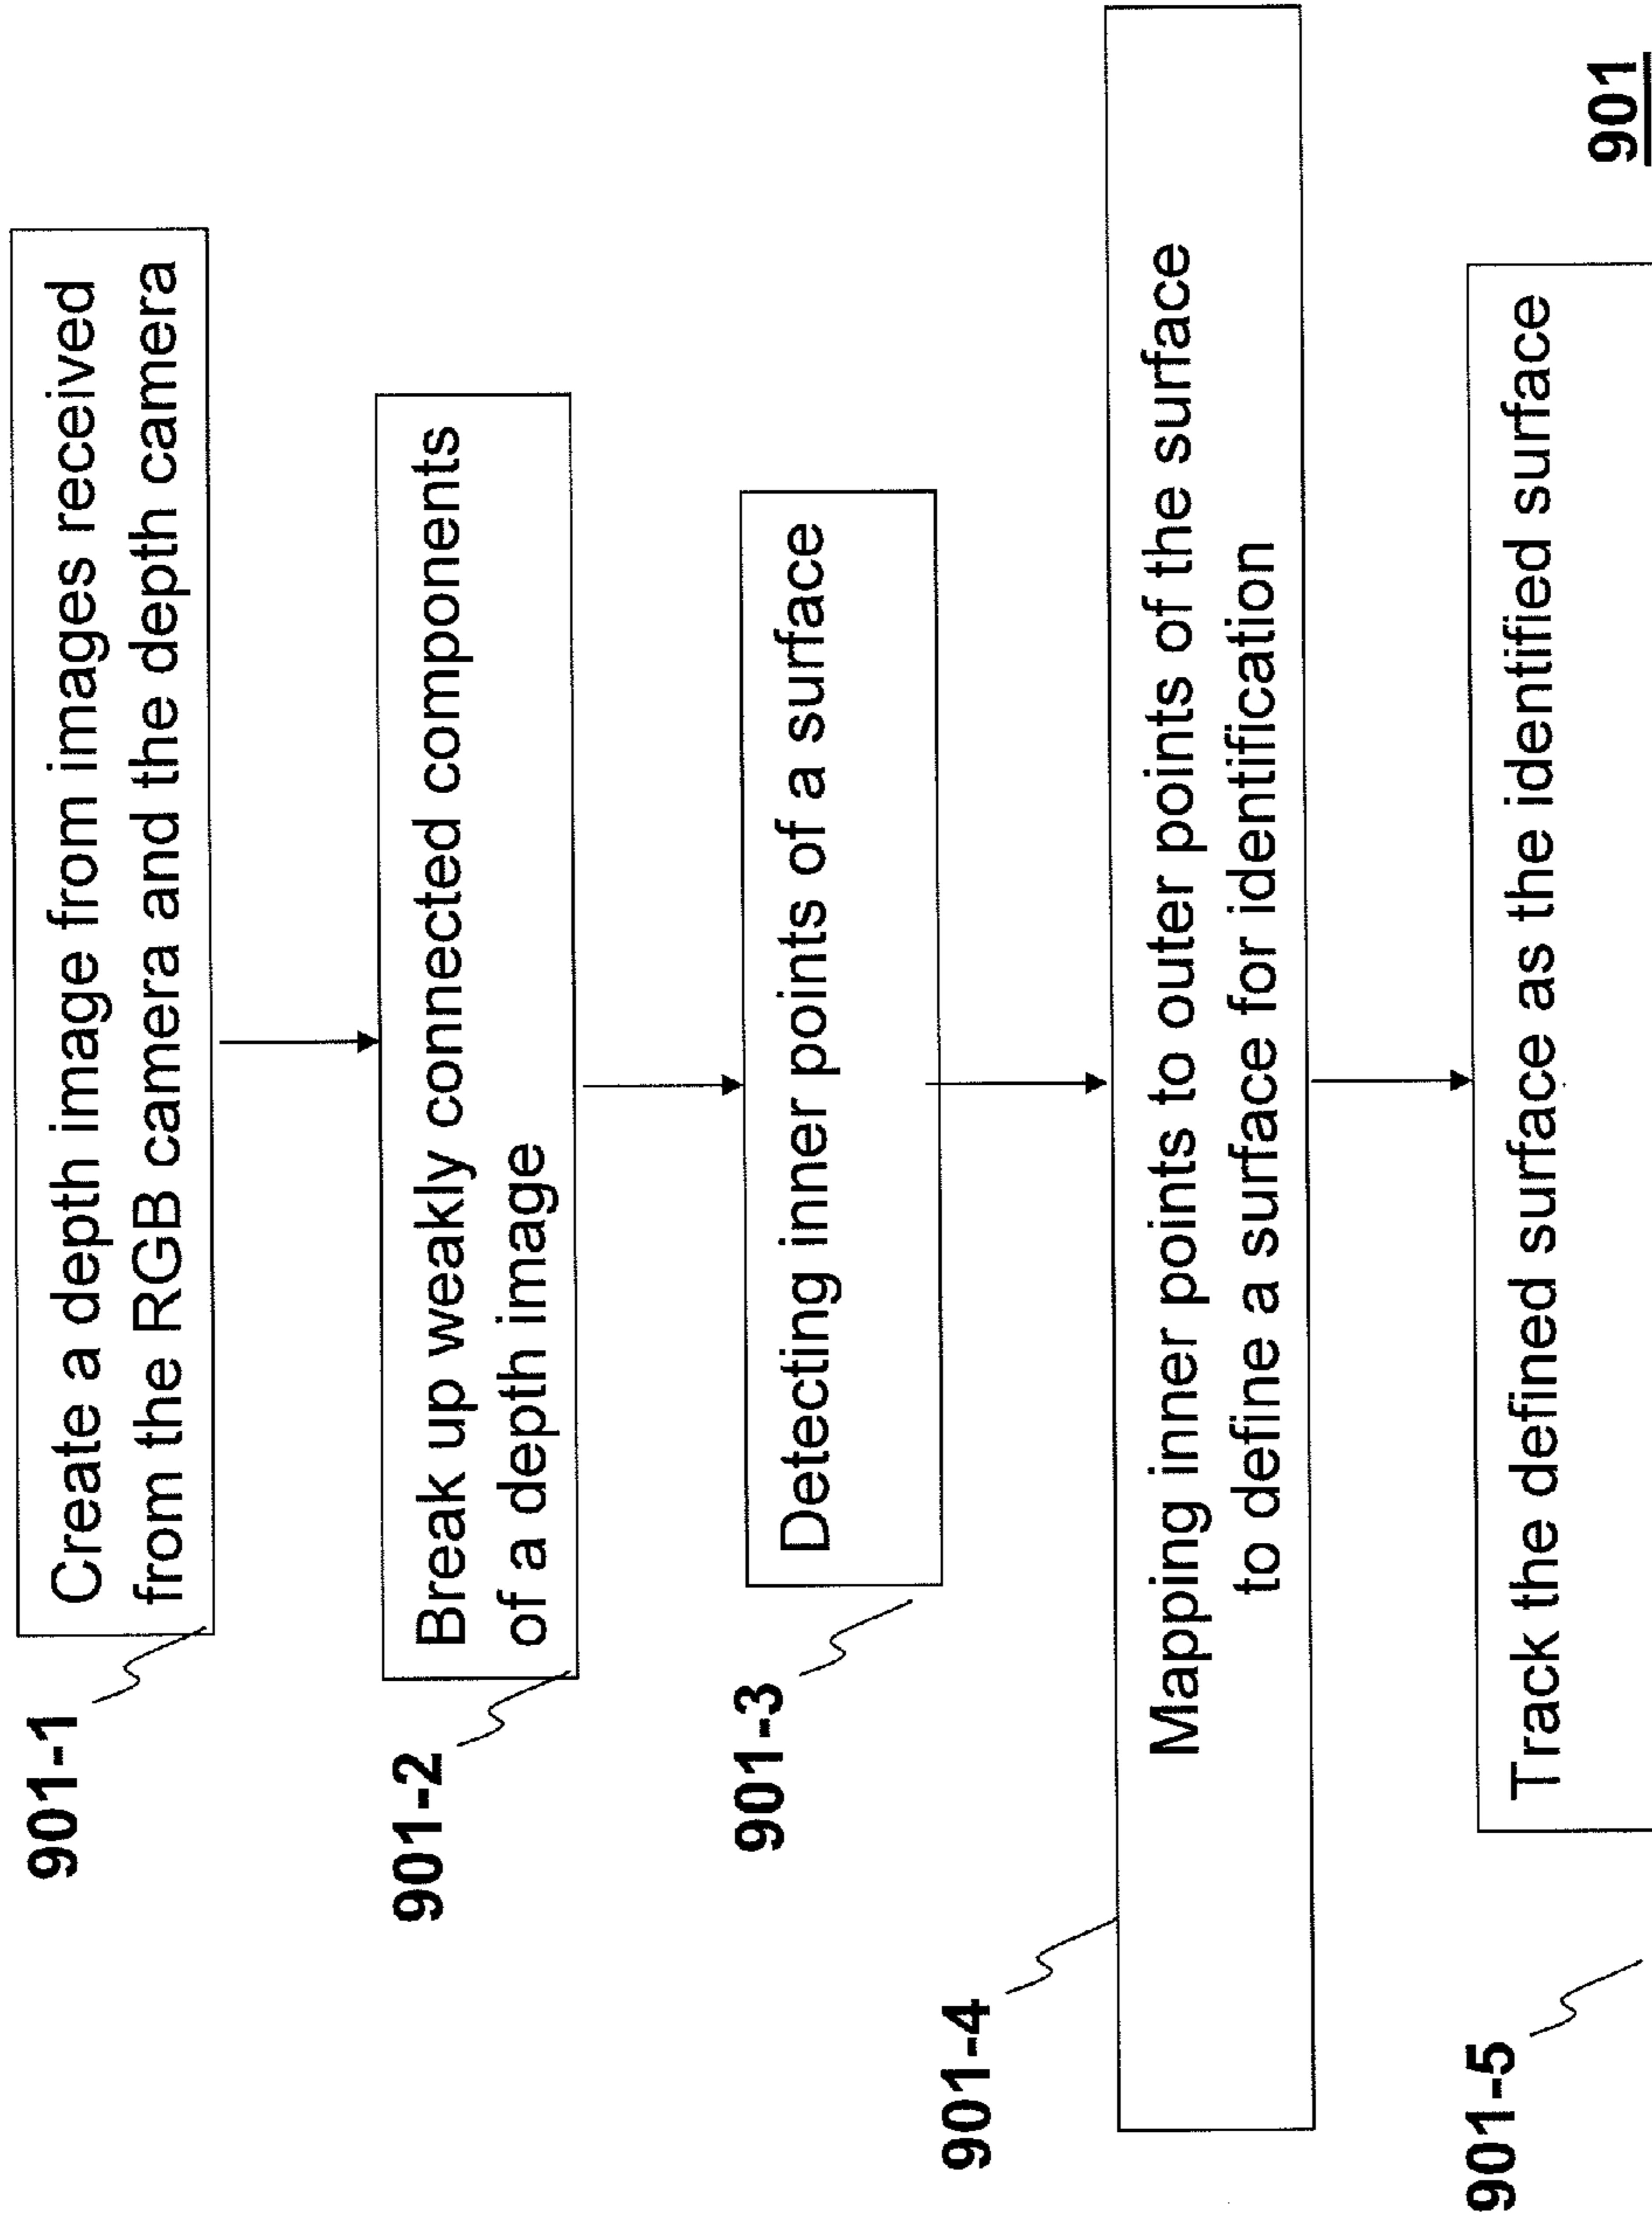 901-1
Create a depth image from images received
from the RGB camera and the depth camera
901-2
Break up weakly connected components
of a depth image
901-3
Detecting inner points of a surface
901-4
Mapping inner points to outer points of the surface
to define a surface for identification
901-5
Track the defined surface as the identified surface
901